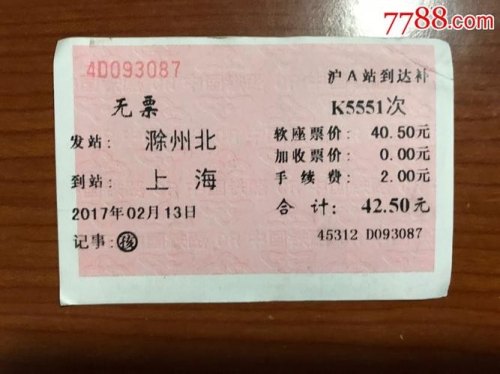 7788.com
4D093087
沪A站到达补
无票
K5551次
发站: 滁州北
软座票价: 40.50元
加收票价: 0.00元
到站: 上海
手续费: 2.00元
2017年02月13日
合计: 42.50元
记事: 孩
45312 D093087